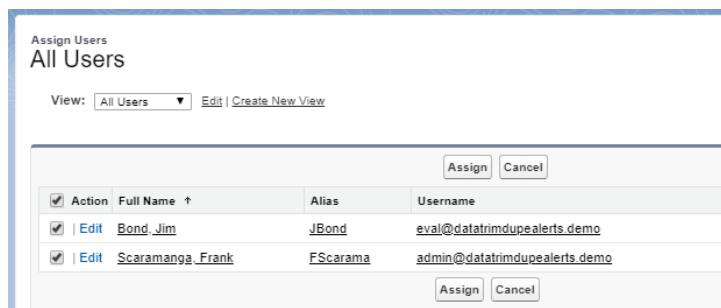 Assign Users
All Users
View: All Users ▼ Edit | Create New View
Assign Cancel
Action Full Name ↑ Alias Username
| Edit Bond, Jim JBond eval@datatrimdupealerts.demo
| Edit Scaramanga, Frank FScarama admin@datatrimdupealerts.demo
Assign Cancel